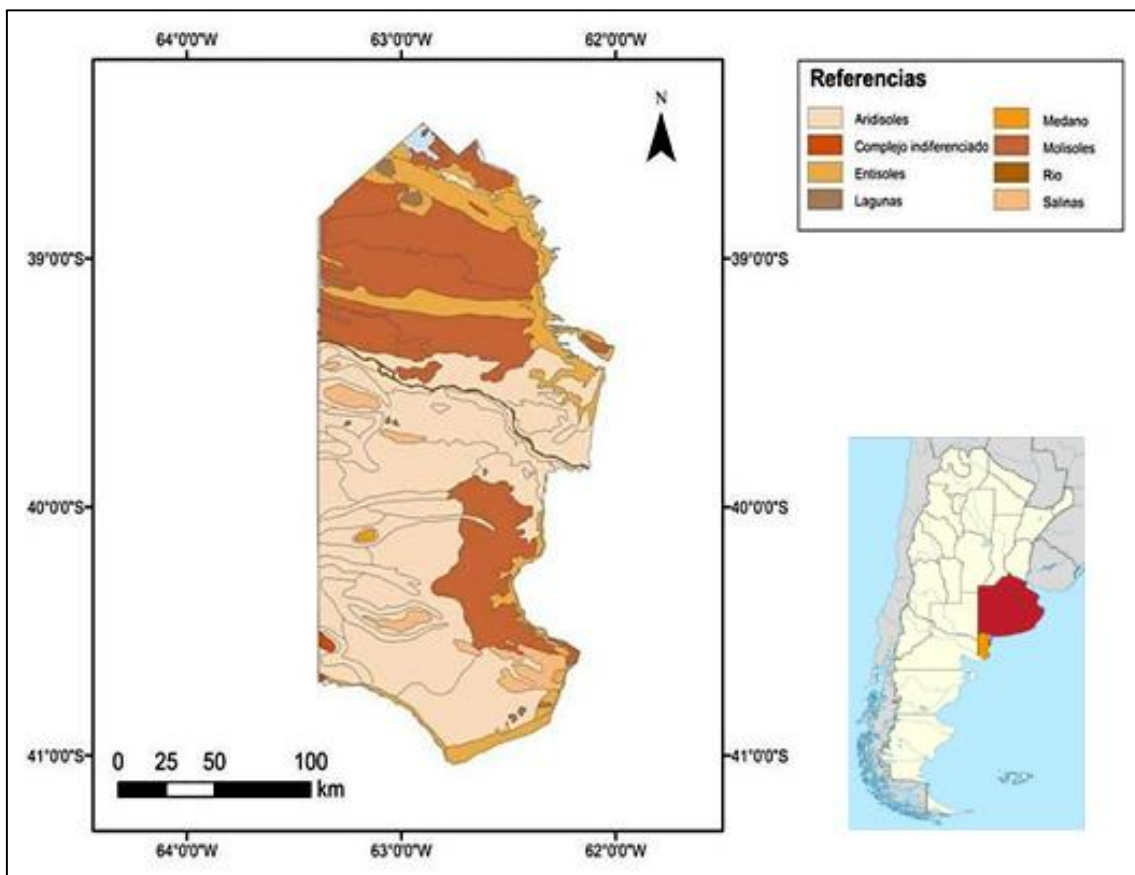 64°0'0"W 63°0'0"W 62°0'0"W
N
39°0'0"S 39°0'0"S
40°0'0"S 40°0'0"S
41°0'0"S 41°0'0"S
0 25 50 100
km
64°0'0"W 63°0'0"W 62°0'0"W
Referencias
Aridisoles
Complejo indiferenciado
Entisoles
Lagunas
Medano
Molisoles
Rio
Salinas